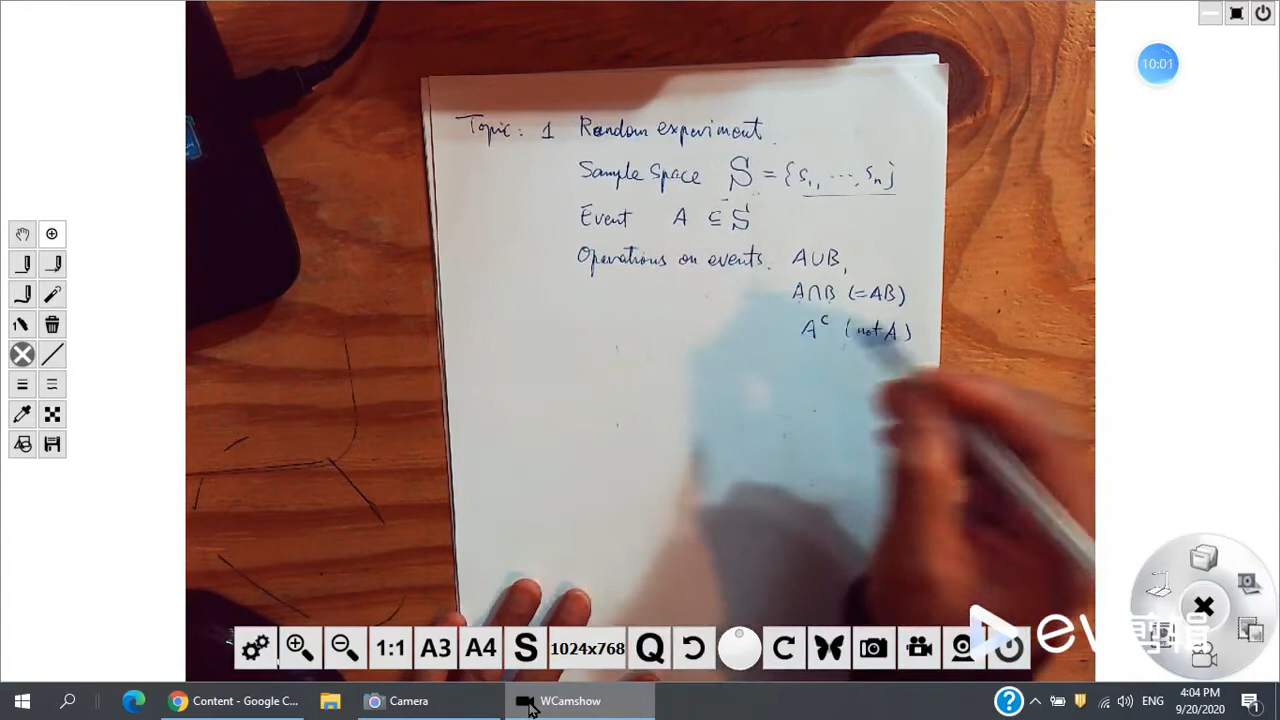 10:01
Topic: 1 Random experiment
Sample Space S = {s1, ..., sn}
Event A ⊆ S
Operations on events. A∪B,
A∩B (=AB)
Aᶜ (not A)
1:1 A3 A4 S 1024x768 Q
Content - Google C... Camera WCamshow ENG 4:04 PM
9/20/2020